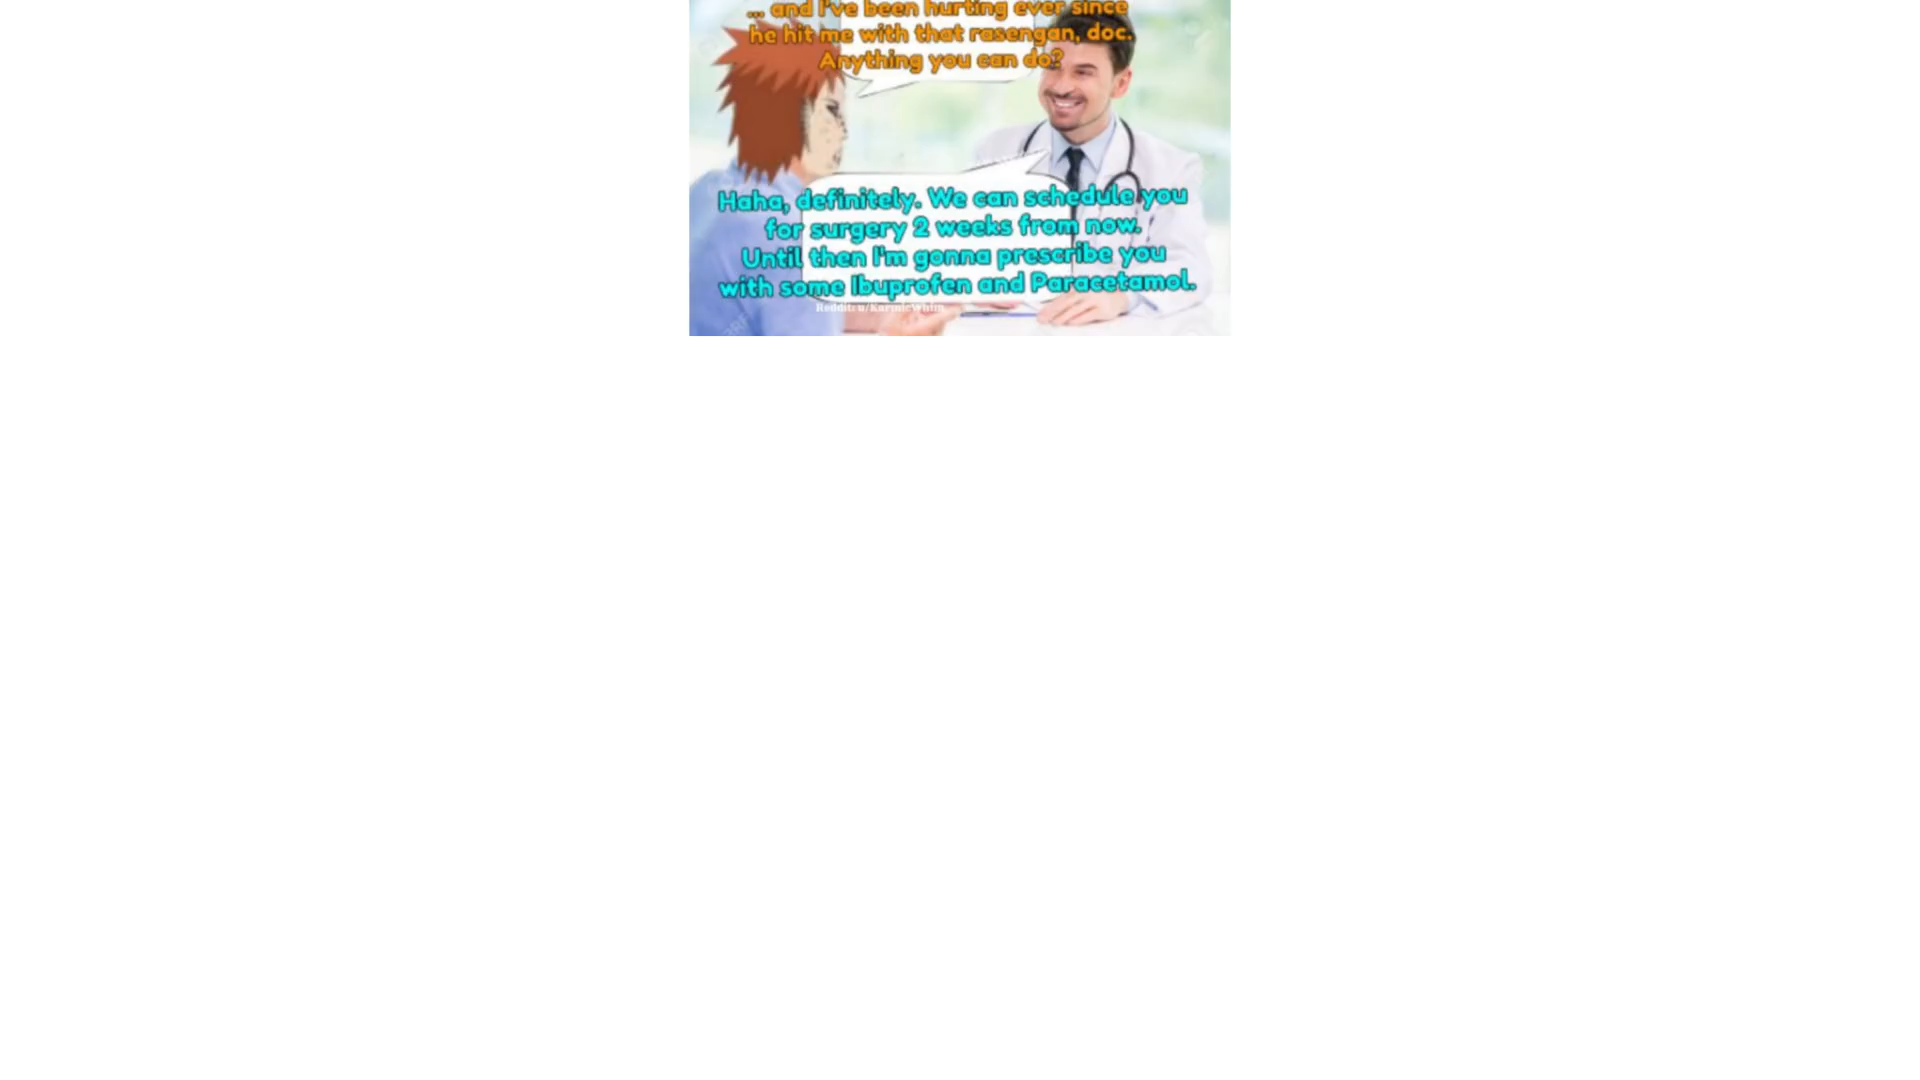 ... and I've been hurting ever since
he hit me with that rasengan, doc.
Anything you can do?
Haha, definitely. We can schedule you
for surgery 2 weeks from now.
Until then I'm gonna prescribe you
with some Ibuprofen and Paracetamol.
Reddit: u/KarmicWhim